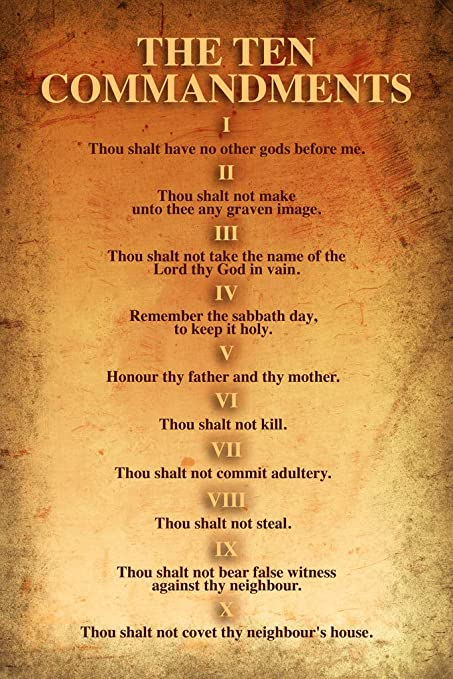 THE TEN
COMMANDMENTS
I
Thou shalt have no other gods before me.
II
Thou shalt not make
unto thee any graven image.
III
Thou shalt not take the name of the
Lord thy God in vain.
IV
Remember the sabbath day,
to keep it holy.
V
Honour thy father and thy mother.
VI
Thou shalt not kill.
VII
Thou shalt not commit adultery.
VIII
Thou shalt not steal.
IX
Thou shalt not bear false witness
against thy neighbour.
X
Thou shalt not covet thy neighbour's house.